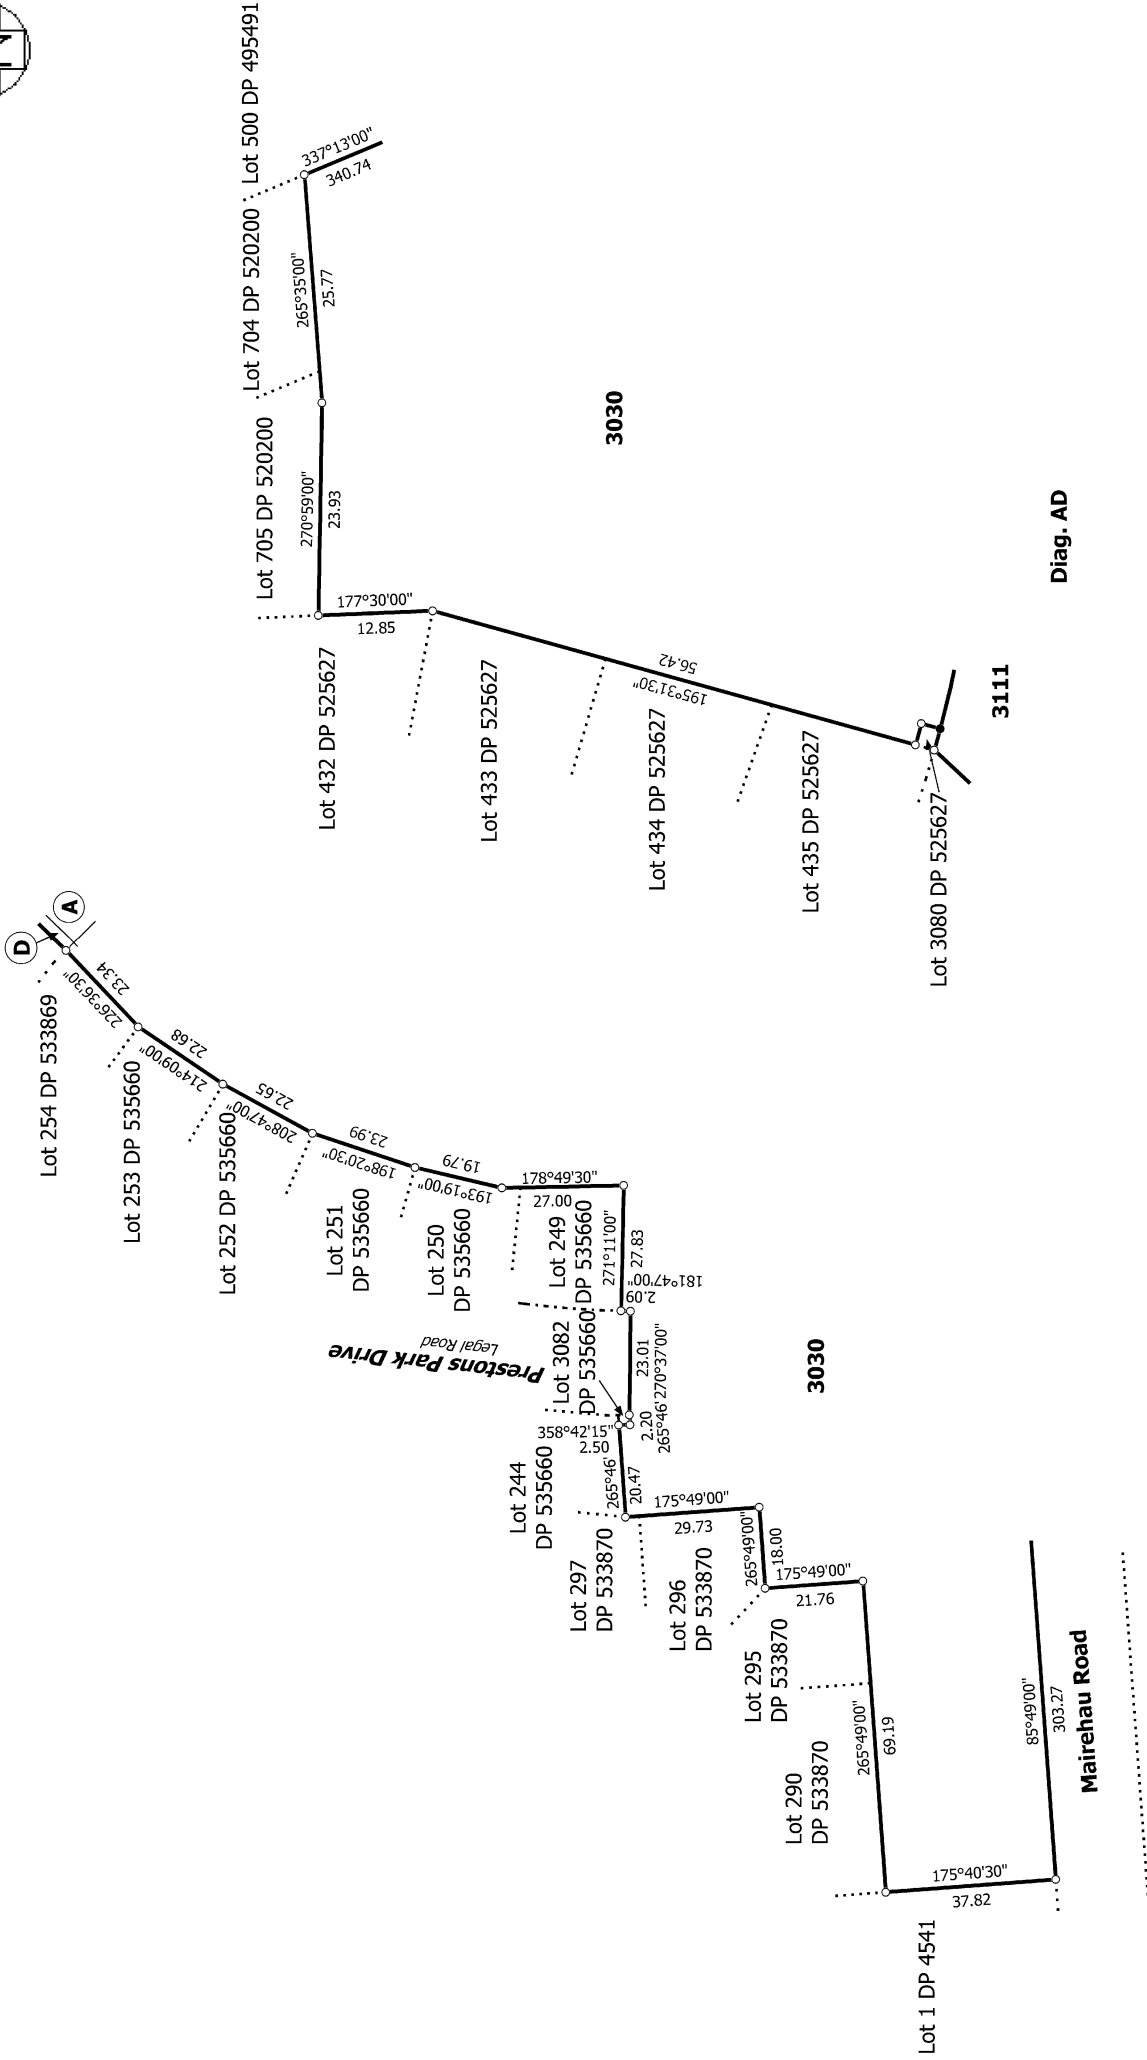 Lot 500 DP 495491
337°13'00"
340.74
Lot 704 DP 520200
265°35'00"
25.77
Lot 705 DP 520200
270°59'00"
23.93
3030
177°30'00"
12.85
Lot 432 DP 525627
Lot 433 DP 525627
56.42
195°31'30"
Lot 434 DP 525627
Lot 435 DP 525627
Lot 3080 DP 525627
3111
Diag. AD
D
A
Lot 254 DP 533869
23.34
226°36'30"
Lot 253 DP 535660
22.68
214°09'00"
Lot 252 DP 535660
22.65
208°47'00"
Lot 251
DP 535660
23.99
198°20'30"
Lot 250
DP 535660
19.79
193°19'00"
178°49'30"
27.00
Lot 249
DP 535660
271°11'00"
27.83
181°47'00"
2.09
Prestons Park Drive
Legal Road
Lot 3082
DP 535660
23.01
270°37'00"
2.20
265°46'
358°42'15"
2.50
Lot 244
DP 535660
265°46'
20.47
Lot 297
DP 533870
175°49'00"
29.73
Lot 296
DP 533870
265°49'00"
18.00
175°49'00"
21.76
Lot 295
DP 533870
265°49'00"
69.19
Lot 290
DP 533870
3030
85°49'00"
303.27
Mairehau Road
175°40'30"
37.82
Lot 1 DP 4541